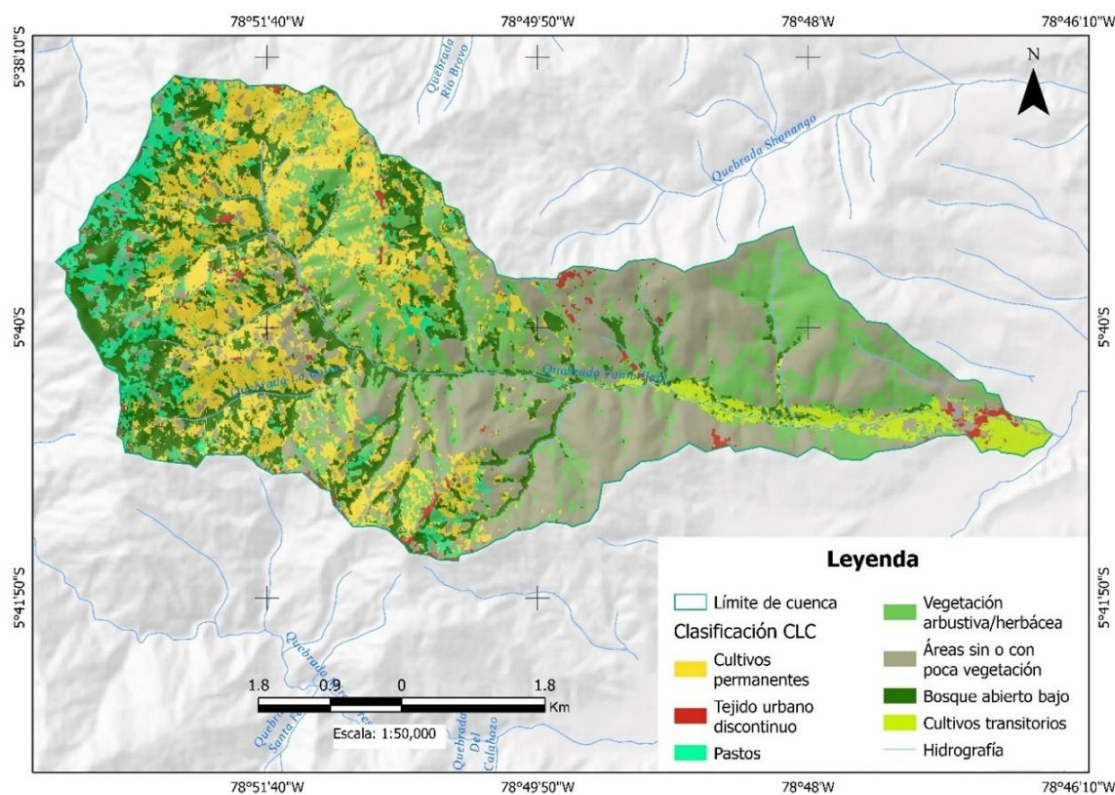 78°51'40"W
78°49'50"W
78°48'W
78°46'10"W
5°38'10"S
5°40'S
5°41'50"S
5°40'S
5°41'50"S
Quebrada
Río Bravo
Quebrada Shanango
N
Quebrada
Quebrada
Quebrada
Santa
Quebrada
Del
Calabozo
1.8
0.9
0
1.8
Km
Escala: 1:50,000
Leyenda
Límite de cuenca
Clasificación CLC
Cultivos
permanentes
Tejido urbano
discontinuo
Pastos
Vegetación
arbustiva/herbácea
Áreas sin o con
poca vegetación
Bosque abierto bajo
Cultivos transitorios
Hidrografía
78°51'40"W
78°49'50"W
78°48'W
78°46'10"W